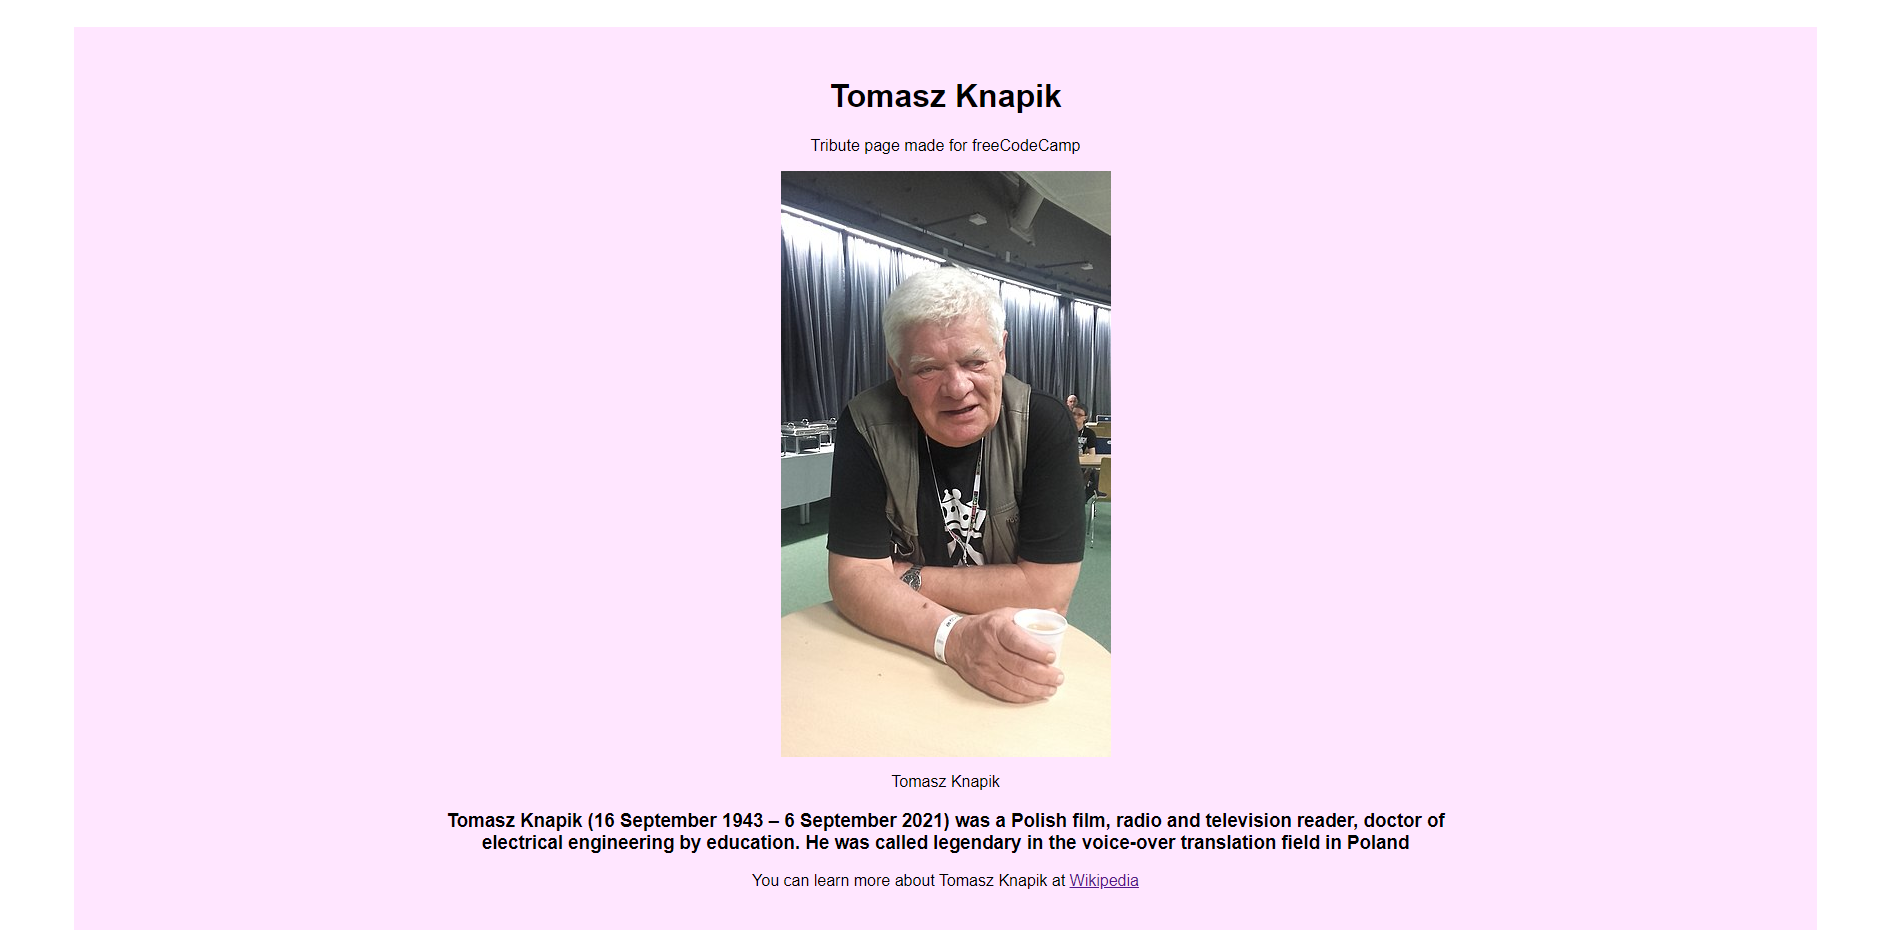 Tomasz Knapik
Tribute page made for freeCodeCamp
Tomasz Knapik
Tomasz Knapik (16 September 1943 – 6 September 2021) was a Polish film, radio and television reader, doctor of
electrical engineering by education. He was called legendary in the voice-over translation field in Poland
You can learn more about Tomasz Knapik at Wikipedia